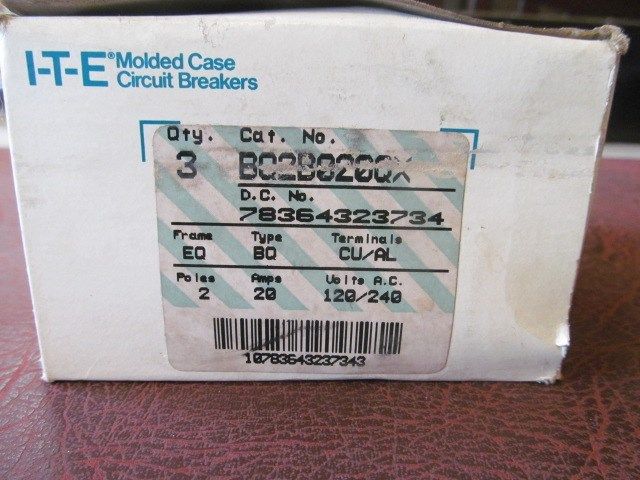 I-T-E® Molded Case
Circuit Breakers
Qty. Cat. No.
3 BQ2B020QX
D.C. No.
78364323734
Frame Type Terminals
EQ BQ CU/AL
Poles Amps Volts A.C.
2 20 120/240
10783643237343